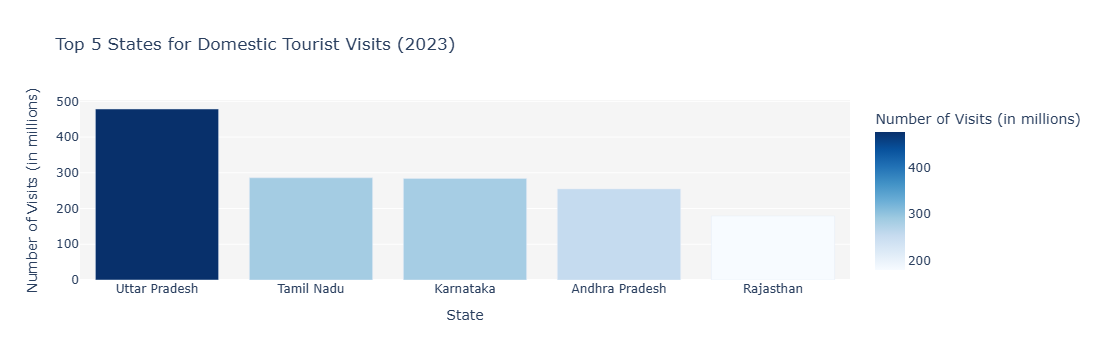 Top 5 States for Domestic Tourist Visits (2023)
Number of Visits (in millions)
500
400
300
200
100
0
Uttar Pradesh
Tamil Nadu
Karnataka
Andhra Pradesh
Rajasthan
State
Number of Visits (in millions)
400
300
200